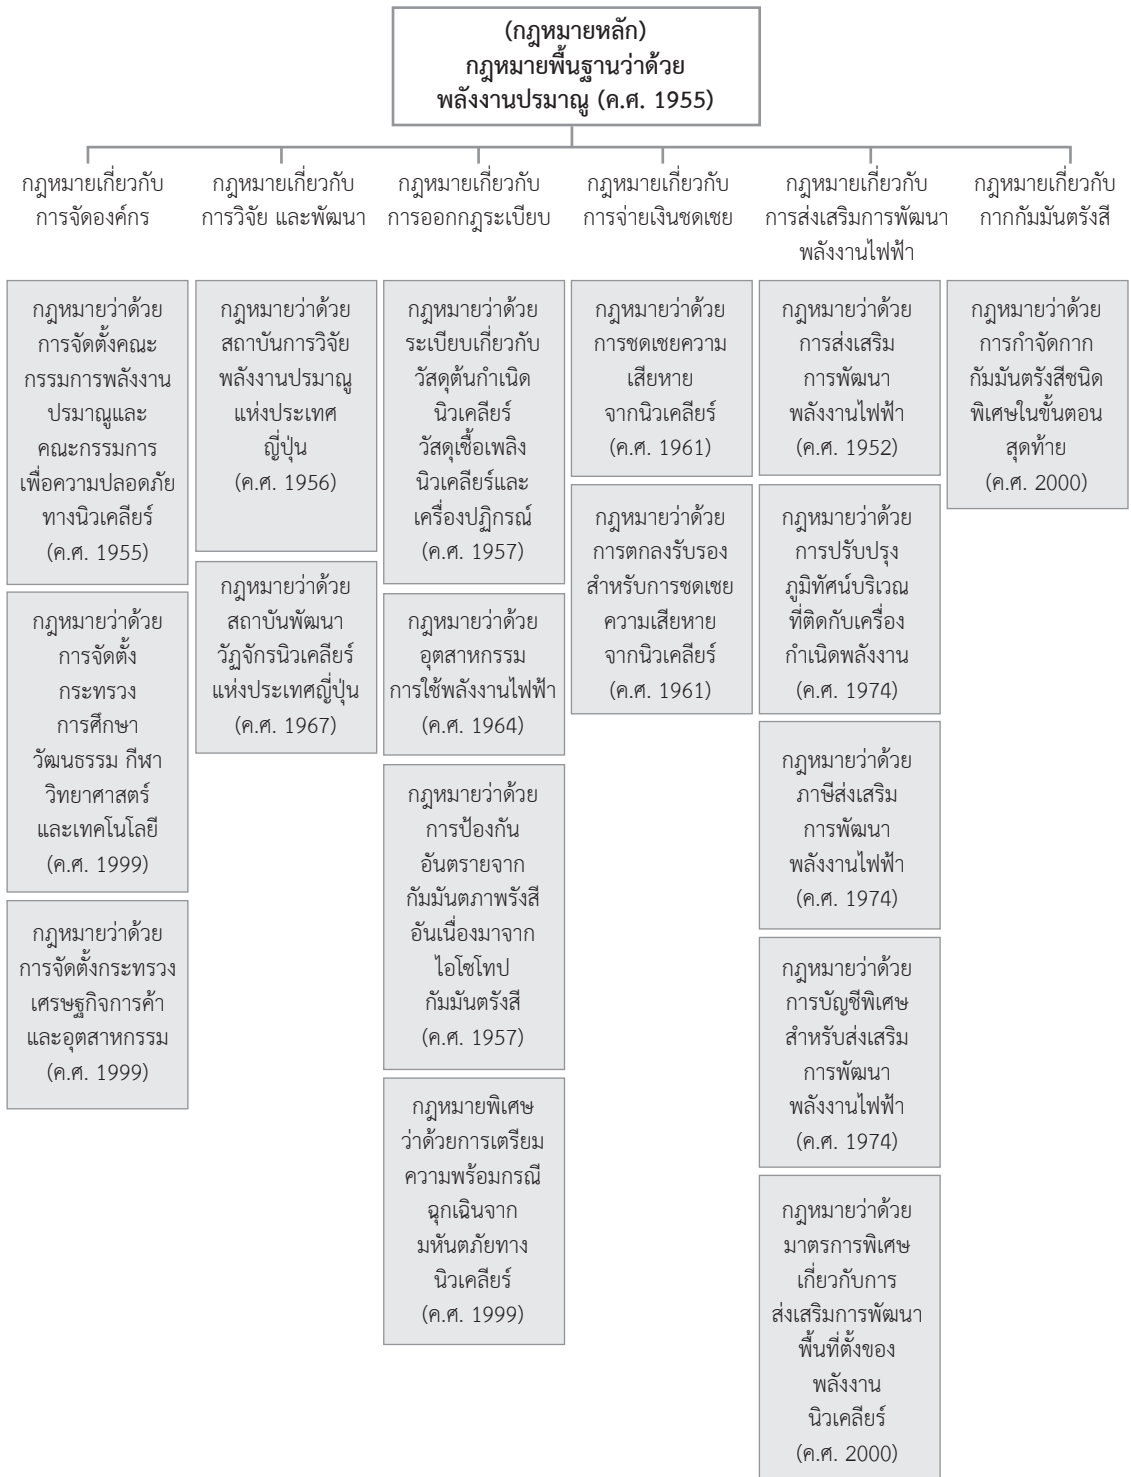 (กฎหมายหลัก)
กฎหมายพื้นฐานว่าด้วย
พลังงานปรมาณู (ค.ศ. 1955)
กฎหมายเกี่ยวกับ
การจัดองค์กร
กฎหมายเกี่ยวกับ
การวิจัย และพัฒนา
กฎหมายเกี่ยวกับ
การออกกฎระเบียบ
กฎหมายเกี่ยวกับ
การจ่ายเงินชดเชย
กฎหมายเกี่ยวกับ
การส่งเสริมการพัฒนา
พลังงานไฟฟ้า
กฎหมายเกี่ยวกับ
กากกัมมันตรังสี
กฎหมายว่าด้วย
การจัดตั้งคณะ
กรรมการพลังงาน
ปรมาณูและ
คณะกรรมการ
เพื่อความปลอดภัย
ทางนิวเคลียร์
(ค.ศ. 1955)
กฎหมายว่าด้วย
การจัดตั้ง
กระทรวง
การศึกษา
วัฒนธรรม กีฬา
วิทยาศาสตร์
และเทคโนโลยี
(ค.ศ. 1999)
กฎหมายว่าด้วย
การจัดตั้งกระทรวง
เศรษฐกิจการค้า
และอุตสาหกรรม
(ค.ศ. 1999)
กฎหมายว่าด้วย
สถาบันการวิจัย
พลังงานปรมาณู
แห่งประเทศ
ญี่ปุ่น
(ค.ศ. 1956)
กฎหมายว่าด้วย
สถาบันพัฒนา
วัฏจักรนิวเคลียร์
แห่งประเทศญี่ปุ่น
(ค.ศ. 1967)
กฎหมายว่าด้วย
ระเบียบเกี่ยวกับ
วัสดุต้นกำเนิด
นิวเคลียร์
วัสดุเชื้อเพลิง
นิวเคลียร์และ
เครื่องปฏิกรณ์
(ค.ศ. 1957)
กฎหมายว่าด้วย
อุตสาหกรรม
การใช้พลังงานไฟฟ้า
(ค.ศ. 1964)
กฎหมายว่าด้วย
การป้องกัน
อันตรายจาก
กัมมันตภาพรังสี
อันเนื่องมาจาก
ไอโซโทป
กัมมันตรังสี
(ค.ศ. 1957)
กฎหมายพิเศษ
ว่าด้วยการเตรียม
ความพร้อมกรณี
ฉุกเฉินจาก
มหันตภัยทาง
นิวเคลียร์
(ค.ศ. 1999)
กฎหมายว่าด้วย
การชดเชยความ
เสียหาย
จากนิวเคลียร์
(ค.ศ. 1961)
กฎหมายว่าด้วย
การตกลงรับรอง
สำหรับการชดเชย
ความเสียหาย
จากนิวเคลียร์
(ค.ศ. 1961)
กฎหมายว่าด้วย
การส่งเสริม
การพัฒนา
พลังงานไฟฟ้า
(ค.ศ. 1952)
กฎหมายว่าด้วย
การปรับปรุง
ภูมิทัศน์บริเวณ
ที่ติดกับเครื่อง
กำเนิดพลังงาน
(ค.ศ. 1974)
กฎหมายว่าด้วย
ภาษีส่งเสริม
การพัฒนา
พลังงานไฟฟ้า
(ค.ศ. 1974)
กฎหมายว่าด้วย
การบัญชีพิเศษ
สำหรับส่งเสริม
การพัฒนา
พลังงานไฟฟ้า
(ค.ศ. 1974)
กฎหมายว่าด้วย
มาตรการพิเศษ
เกี่ยวกับการ
ส่งเสริมการพัฒนา
พื้นที่ตั้งของ
พลังงาน
นิวเคลียร์
(ค.ศ. 2000)
กฎหมายว่าด้วย
การกำจัดกาก
กัมมันตรังสีชนิด
พิเศษในขั้นตอน
สุดท้าย
(ค.ศ. 2000)